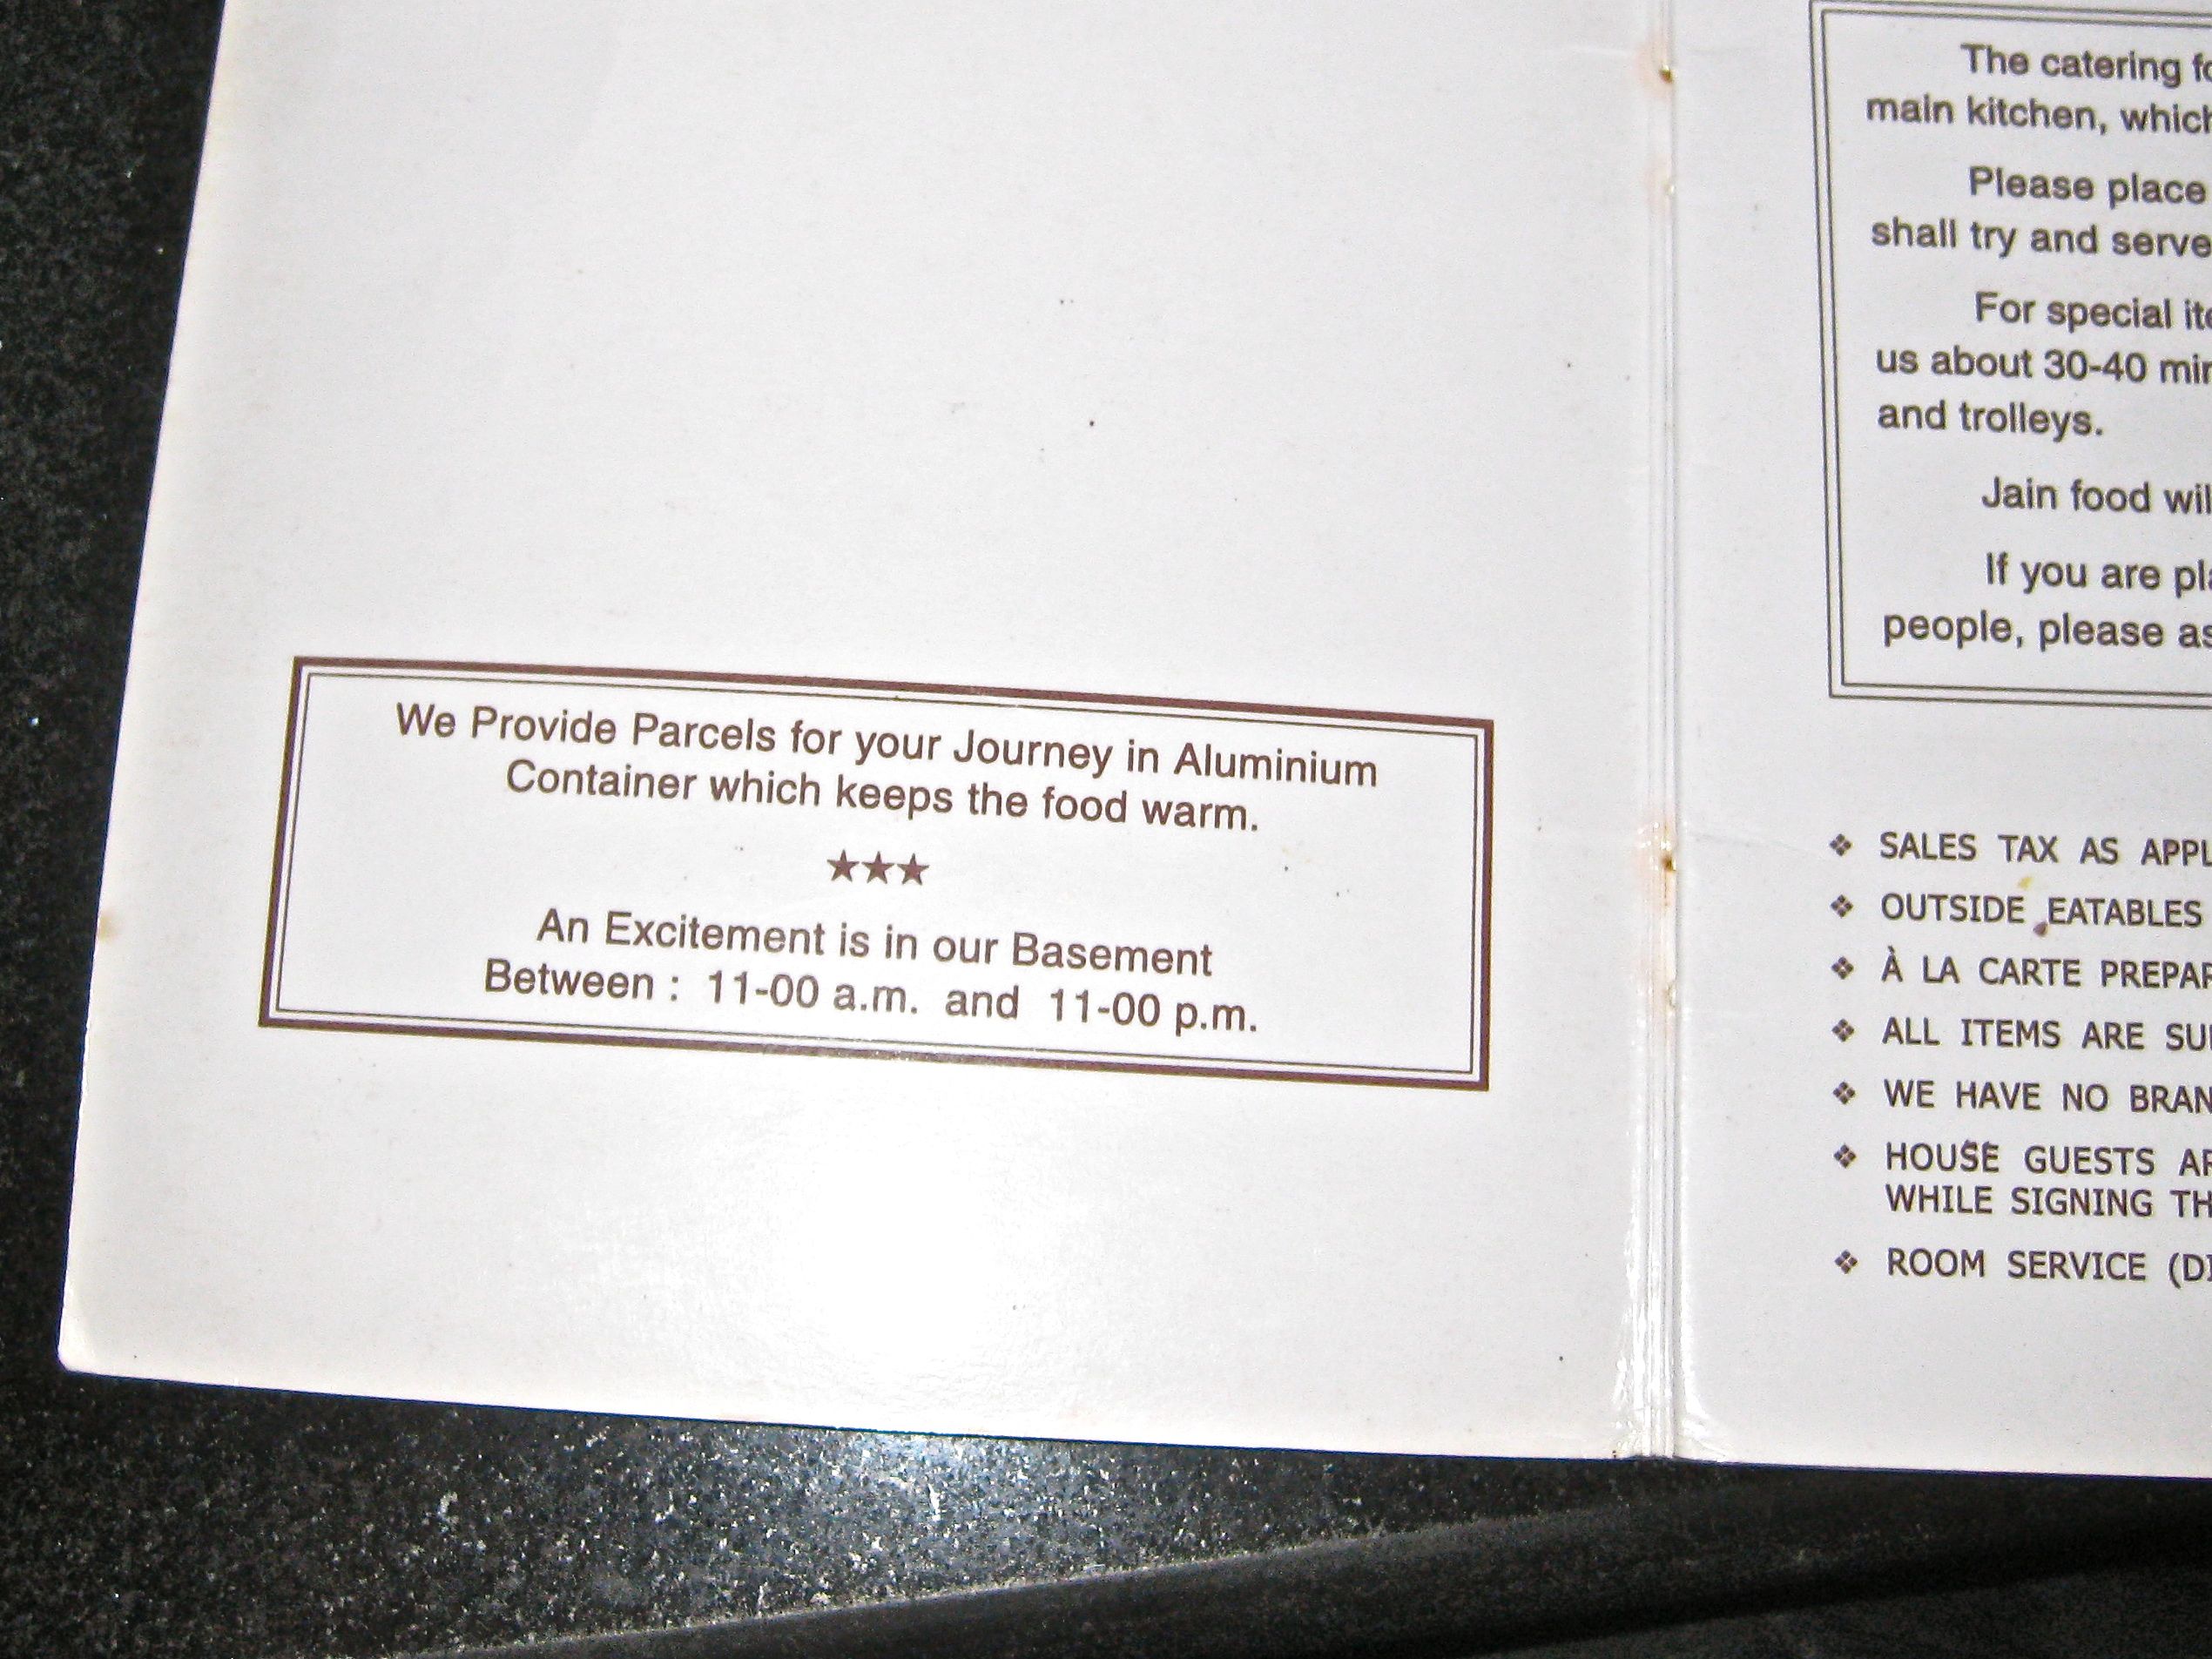 We Provide Parcels for your Journey in Aluminium
Container which keeps the food warm.
★★★
An Excitement is in our Basement
Between : 11-00 a.m. and 11-00 p.m.
The catering
main kitchen, which
Please place
shall try and serve
For special
us about 30-40
and trolleys.
Jain food
If you are
people, please
❖ SALES TAX AS
❖ OUTSIDE EATABLES
❖ À LA CARTE
❖ ALL ITEMS ARE
❖ WE HAVE NO
❖ HOUSE GUESTS
WHILE SIGNING
❖ ROOM SERVICE